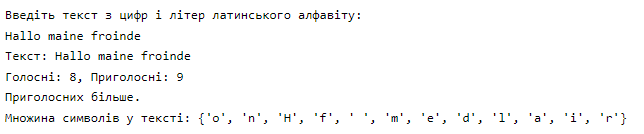 Введіть текст з цифр і літер латинського алфавіту:
Hallo maine froinde
Текст: Hallo maine froinde
Голосні: 8, Приголосні: 9
Приголосних більше.
Множина символів у тексті: {'o', 'n', 'H', 'f', ' ', 'm', 'e', 'd', 'l', 'a', 'i', 'r'}